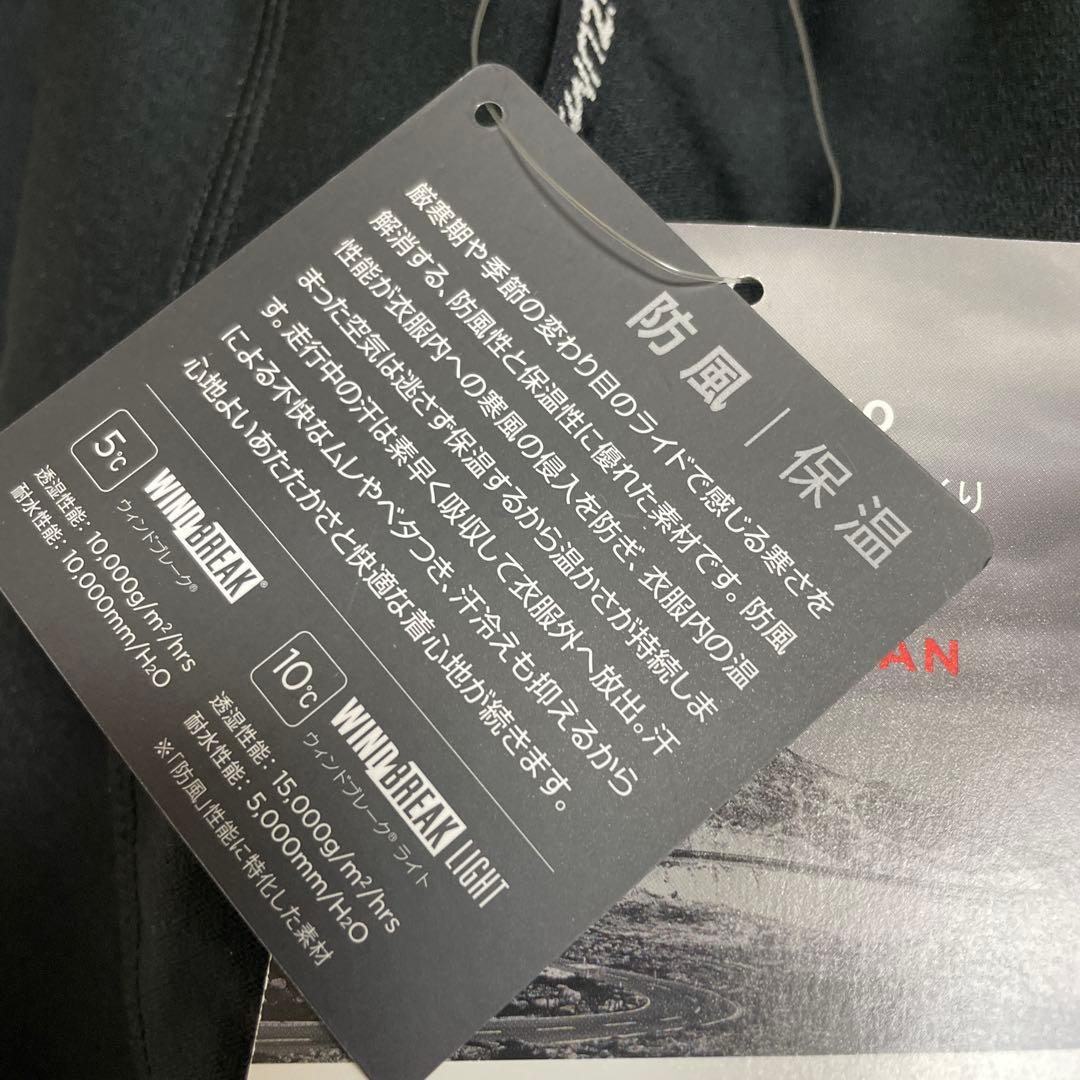 防風｜保温
厳寒期や季節の変わり目のライドで感じる寒さを
解消する、防風性と保温性に優れた素材です。防風
性能が衣服内への寒風の侵入を防ぎ、衣服内の温
まった空気は逃さず保温するから温かさが持続しま
す。走行中の汗は素早く吸収して衣服外へ放出。汗
による不快なムレやベタつき、汗冷えも抑えるから
心地よいあたたかさと快適な着心地が続きます。
5℃
WINDBREAK®
ウィンドブレーク®
透湿性能：10,000g/m²/hrs
耐水性能：10,000mm/H₂O
10℃
WINDBREAK LIGHT
ウィンドブレーク®ライト
透湿性能：15,000g/m²/hrs
耐水性能：5,000mm/H₂O
※「防風」性能に特化した素材
AN